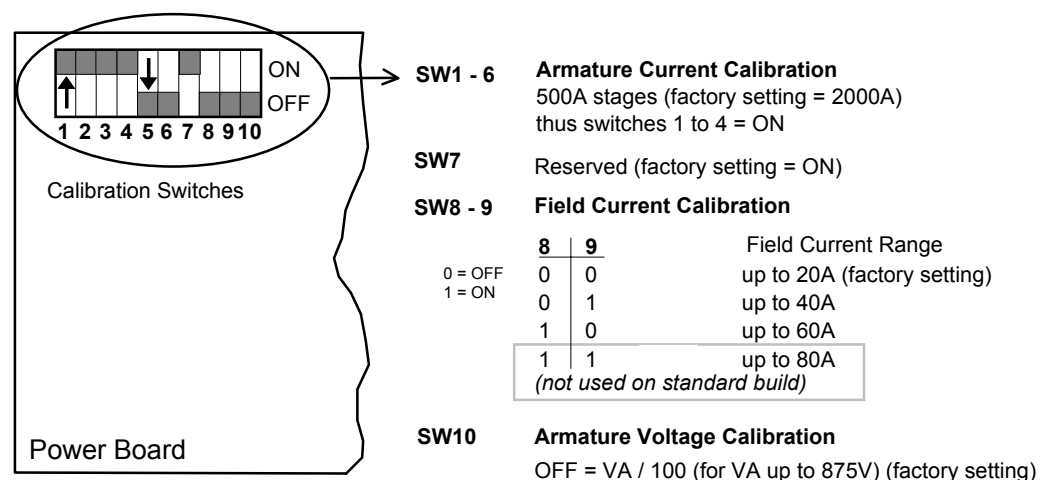 ON
OFF
1 2 3 4 5 6 7 8 9 10
Calibration Switches
Power Board
SW1 - 6 Armature Current Calibration
500A stages (factory setting = 2000A)
thus switches 1 to 4 = ON
SW7 Reserved (factory setting = ON)
SW8 - 9 Field Current Calibration
8 9 Field Current Range
0 = OFF 0 0 up to 20A (factory setting)
1 = ON 0 1 up to 40A
1 0 up to 60A
1 1 up to 80A
(not used on standard build)
SW10 Armature Voltage Calibration
OFF = VA / 100 (for VA up to 875V) (factory setting)